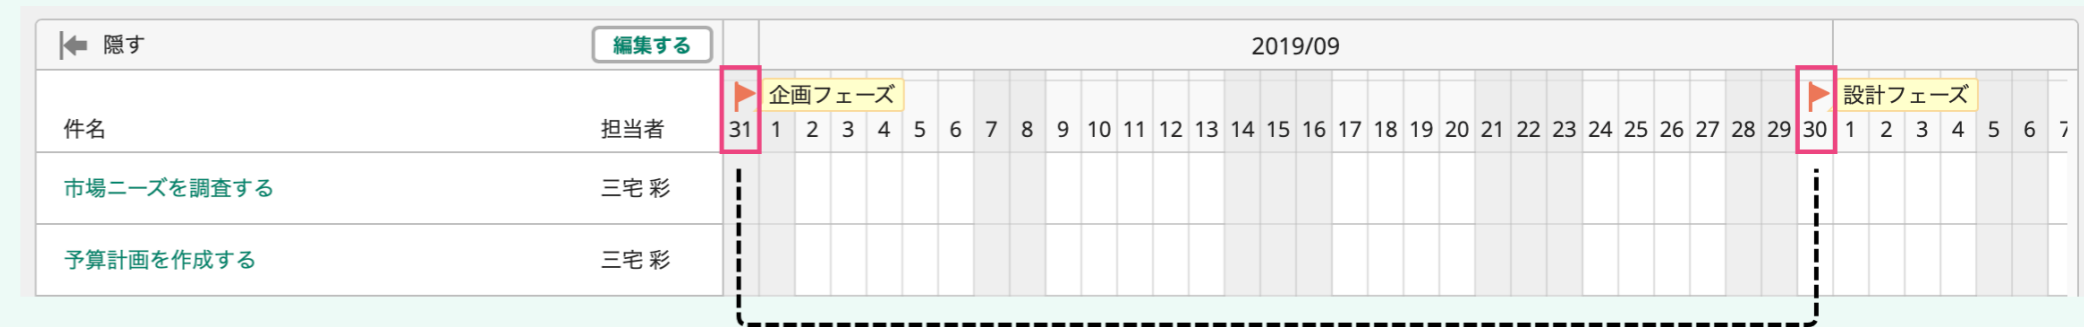 隠す 編集する 2019/09
企画フェーズ 設計フェーズ
件名 担当者 31 1 2 3 4 5 6 7 8 9 10 11 12 13 14 15 16 17 18 19 20 21 22 23 24 25 26 27 28 29 30 1 2 3 4 5 6 7
市場ニーズを調査する 三宅 彩
予算計画を作成する 三宅 彩